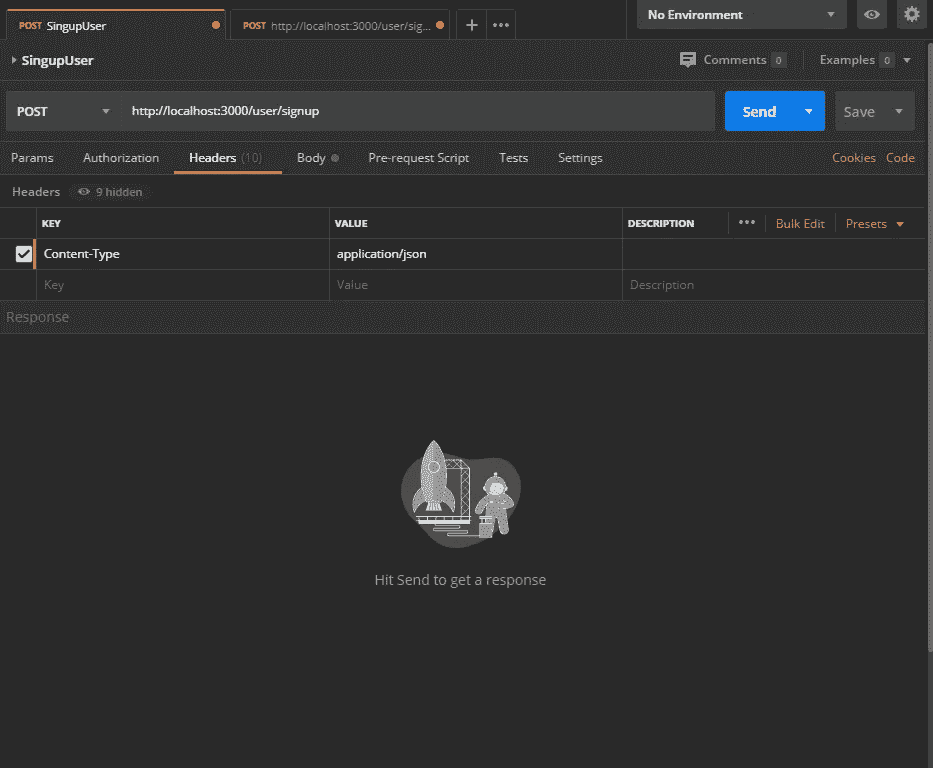 POST SingupUser
POST http://localhost:3000/user/sig...
No Environment
SingupUser
Comments 0
Examples 0
POST
http://localhost:3000/user/signup
Send
Save
Params
Authorization
Headers (10)
Body
Pre-request Script
Tests
Settings
Cookies
Code
Headers
9 hidden
KEY
VALUE
DESCRIPTION
Bulk Edit
Presets
Content-Type
application/json
Key
Value
Description
Response
Hit Send to get a response